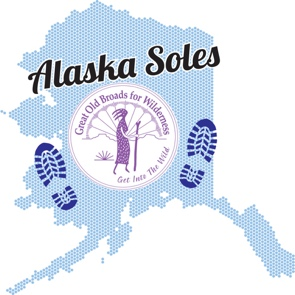 Alaska Soles
Great Old Broads for Wilderness
Get Into The Wild